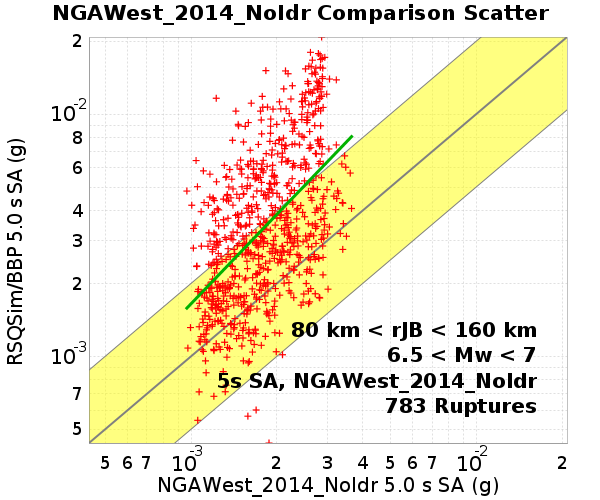 NGAWest_2014_NoIdr Comparison Scatter
RSQSim/BBP 5.0 s SA (g)
2
10-2
8
6
4
3
2
10-3
7
5
80 km < rJB < 160 km
6.5 < Mw < 7
5s SA, NGAWest_2014_NoIdr
783 Ruptures
5 6 7 10-3 2 3 4 5 6 7 10-2 2
NGAWest_2014_NoIdr 5.0 s SA (g)